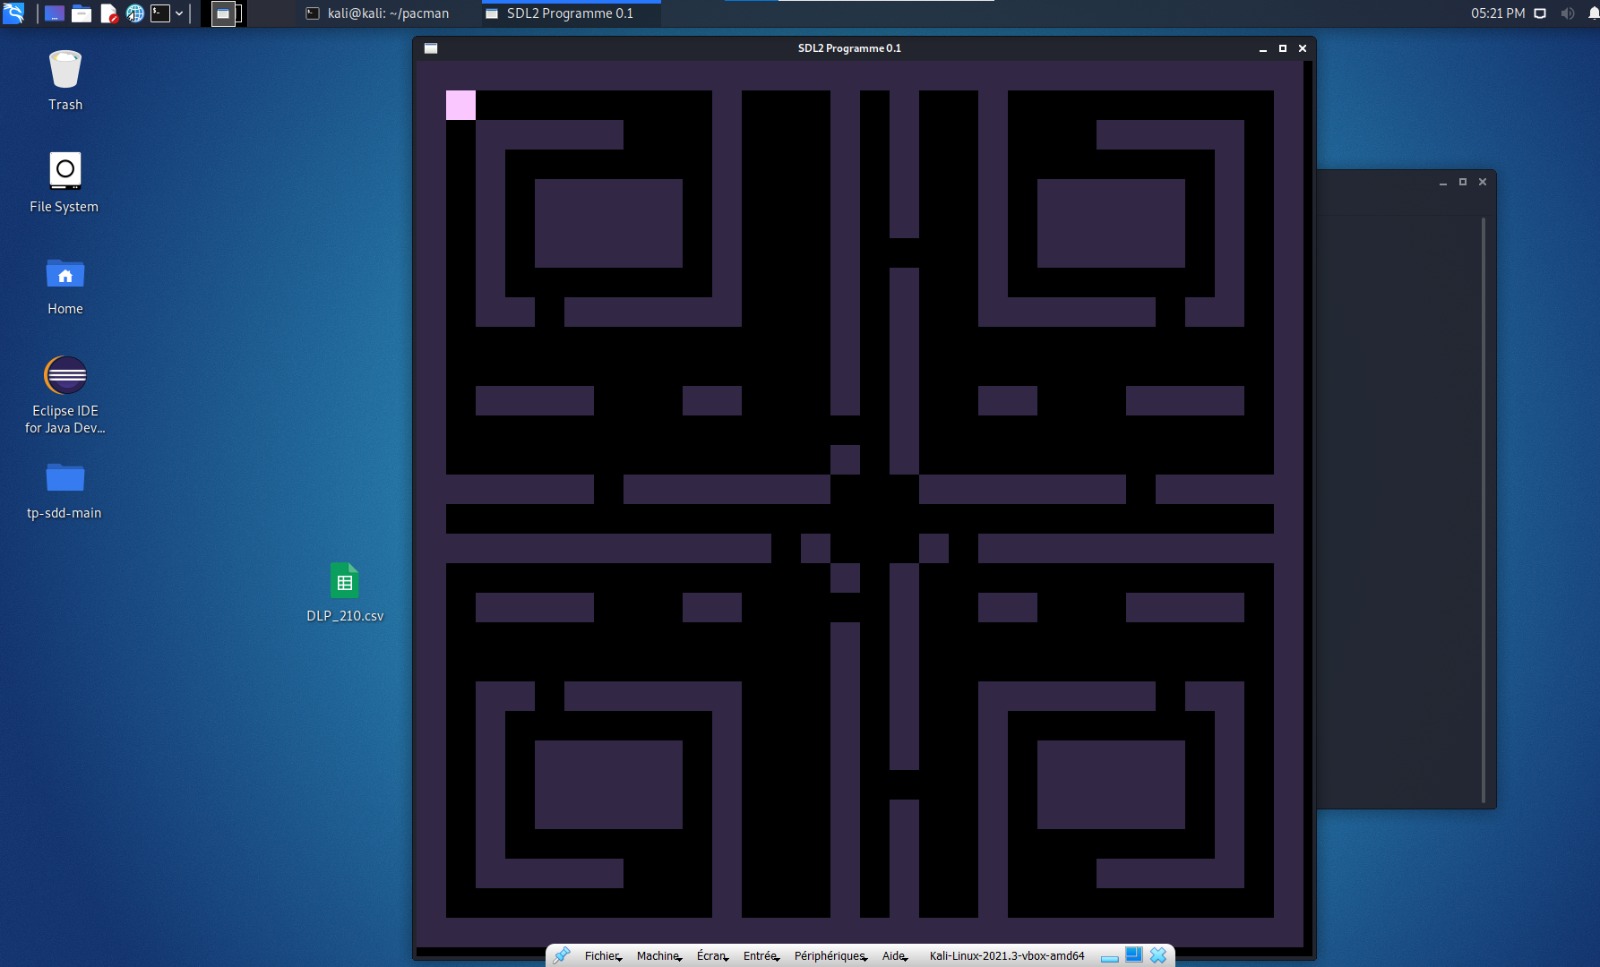 kali@kali: ~/pacman
SDL2 Programme 0.1
05:21 PM
SDL2 Programme 0.1
Trash
File System
Home
Eclipse IDE
for Java Dev...
tp-sdd-main
DLP_210.csv
Fichier
Machine
Écran
Entrée
Périphériques
Aide
Kali-Linux-2021.3-vbox-amd64